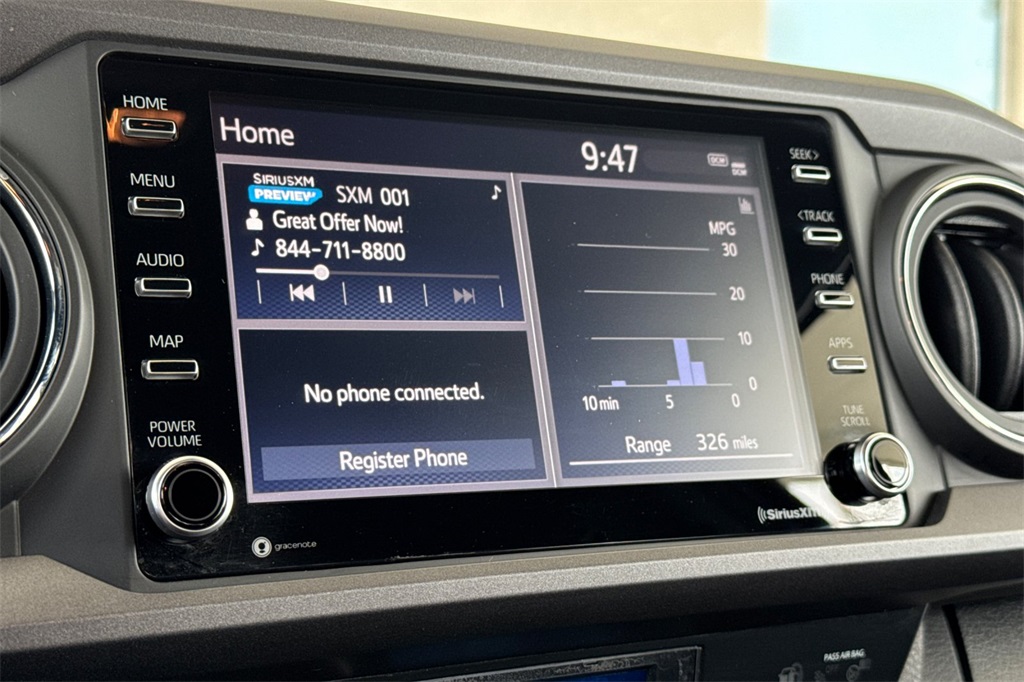 HOME
MENU
AUDIO
MAP
POWER
VOLUME
Home
9:47
DCM
DCM
SIRIUSXM
PREVIEW
SXM 001
Great Offer Now!
844-711-8800
No phone connected.
Register Phone
MPG
30
20
10
0
10 min 5 0
Range 326 miles
SEEK>
<TRACK
PHONE
APPS
TUNE
SCROLL
gracenote
SiriusXM
PASS AIR BAG